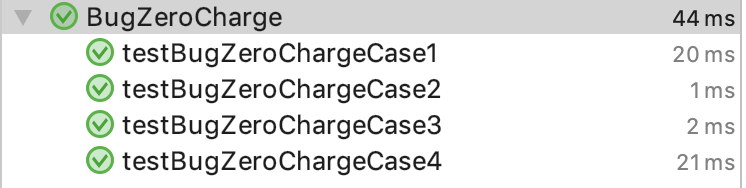 BugZeroCharge 44 ms
testBugZeroChargeCase1 20 ms
testBugZeroChargeCase2 1 ms
testBugZeroChargeCase3 2 ms
testBugZeroChargeCase4 21 ms